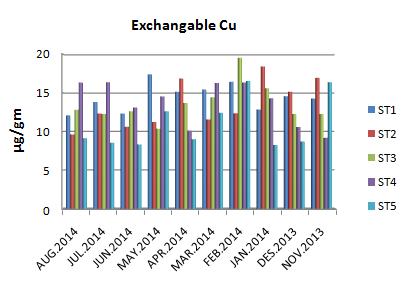 Exchangable Cu
µg/gm
20
15
10
5
0
AUG.2014
JUL.2014
JUN.2014
MAY.2014
APR.2014
MAR.2014
FEB.2014
JAN.2014
DES.2013
NOV.2013
ST1
ST2
ST3
ST4
ST5